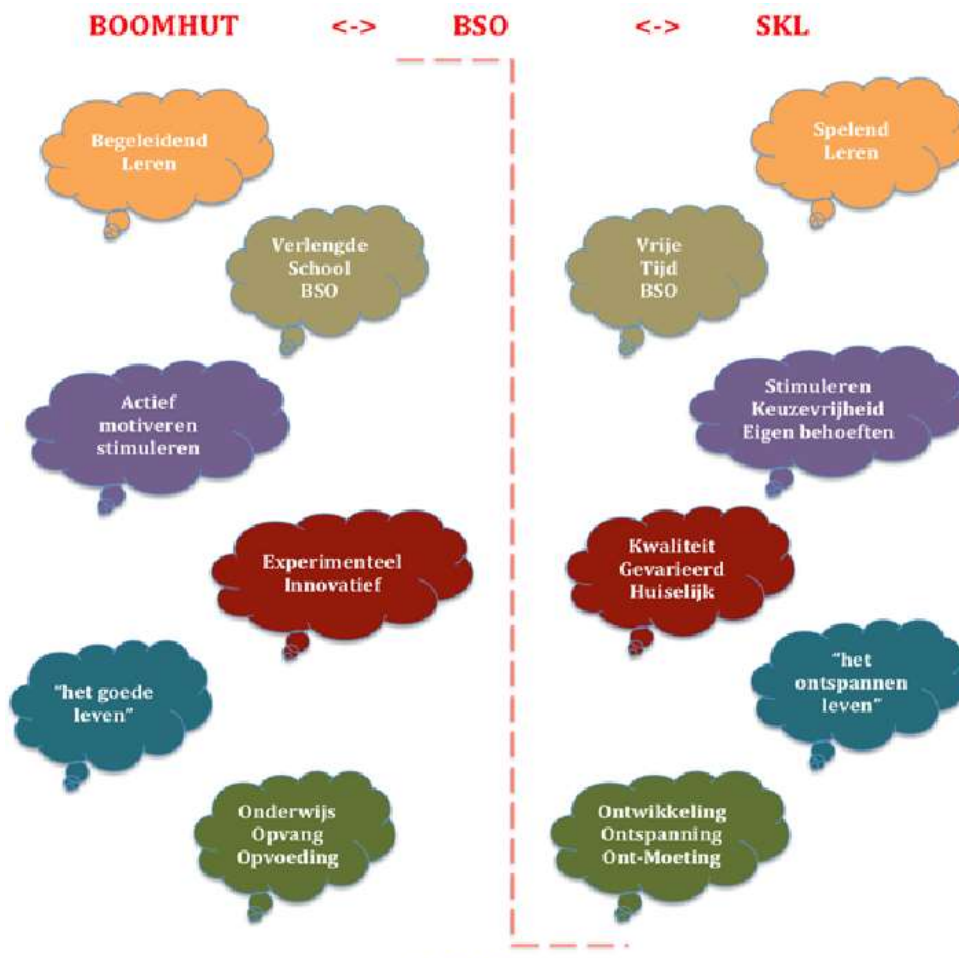 BOOMHUT <-> BSO <-> SKL
Begeleidend
Leren
Spelend
Leren
Verlengde
School
BSO
Vrije
Tijd
BSO
Actief
motiveren
stimuleren
Stimuleren
Keuzevrijheid
Eigen behoeften
Experimenteel
Innovatief
Kwaliteit
Gevarieerd
Huiselijk
"het goede
leven"
"het
ontspannen
leven"
Onderwijs
Opvang
Opvoeding
Ontwikkeling
Ontspanning
Ont-Moeting